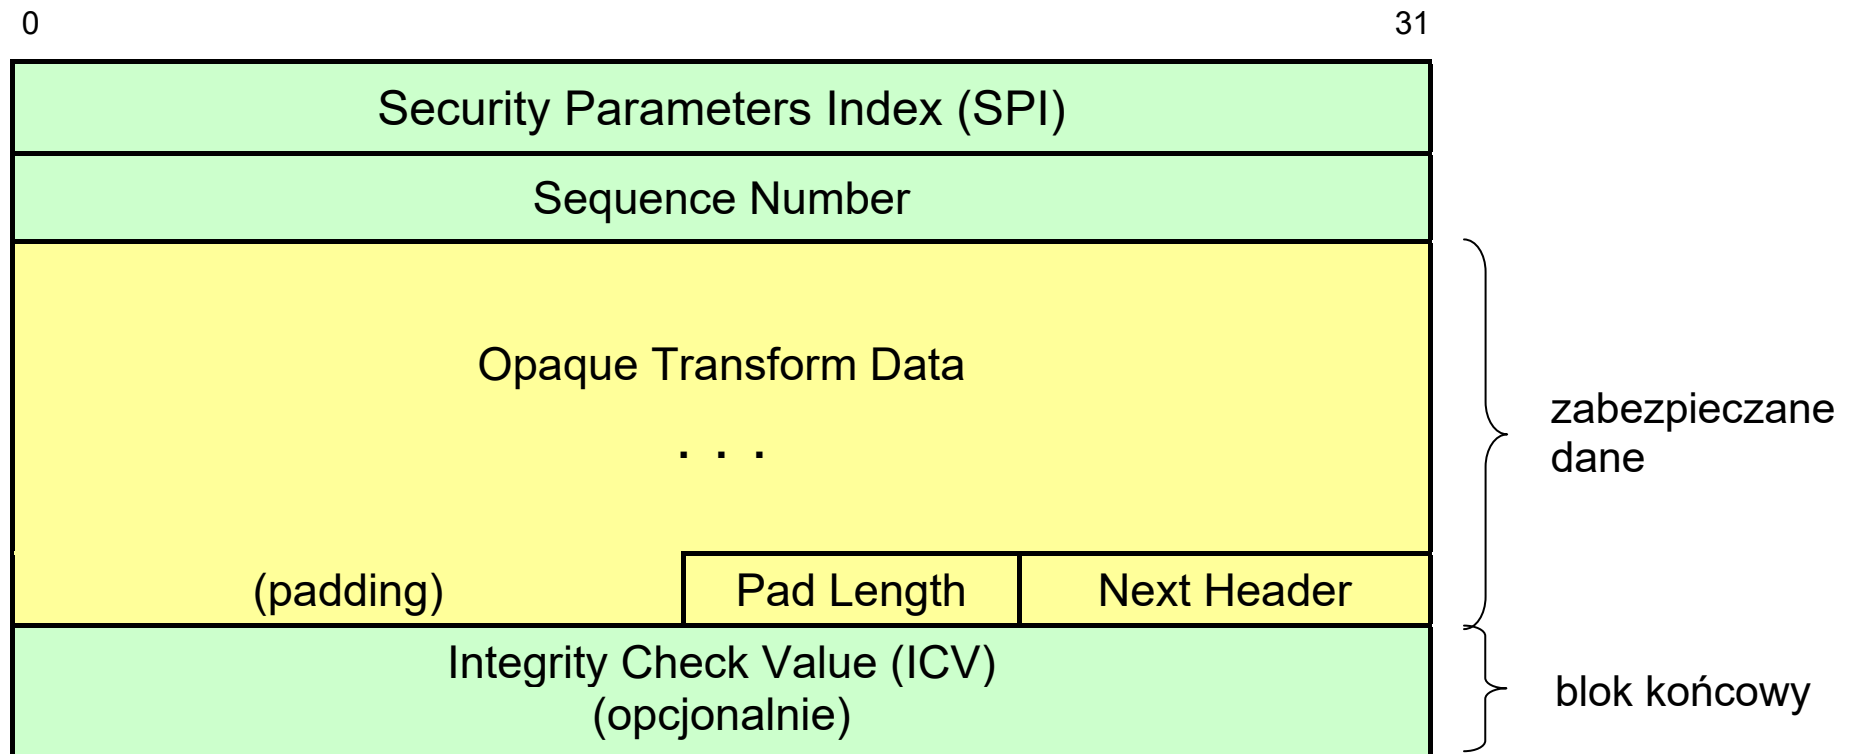 0 31
Security Parameters Index (SPI)
Sequence Number
Opaque Transform Data
. . .
zabezpieczane
dane
(padding) Pad Length Next Header
Integrity Check Value (ICV)
(opcjonalnie)
blok końcowy